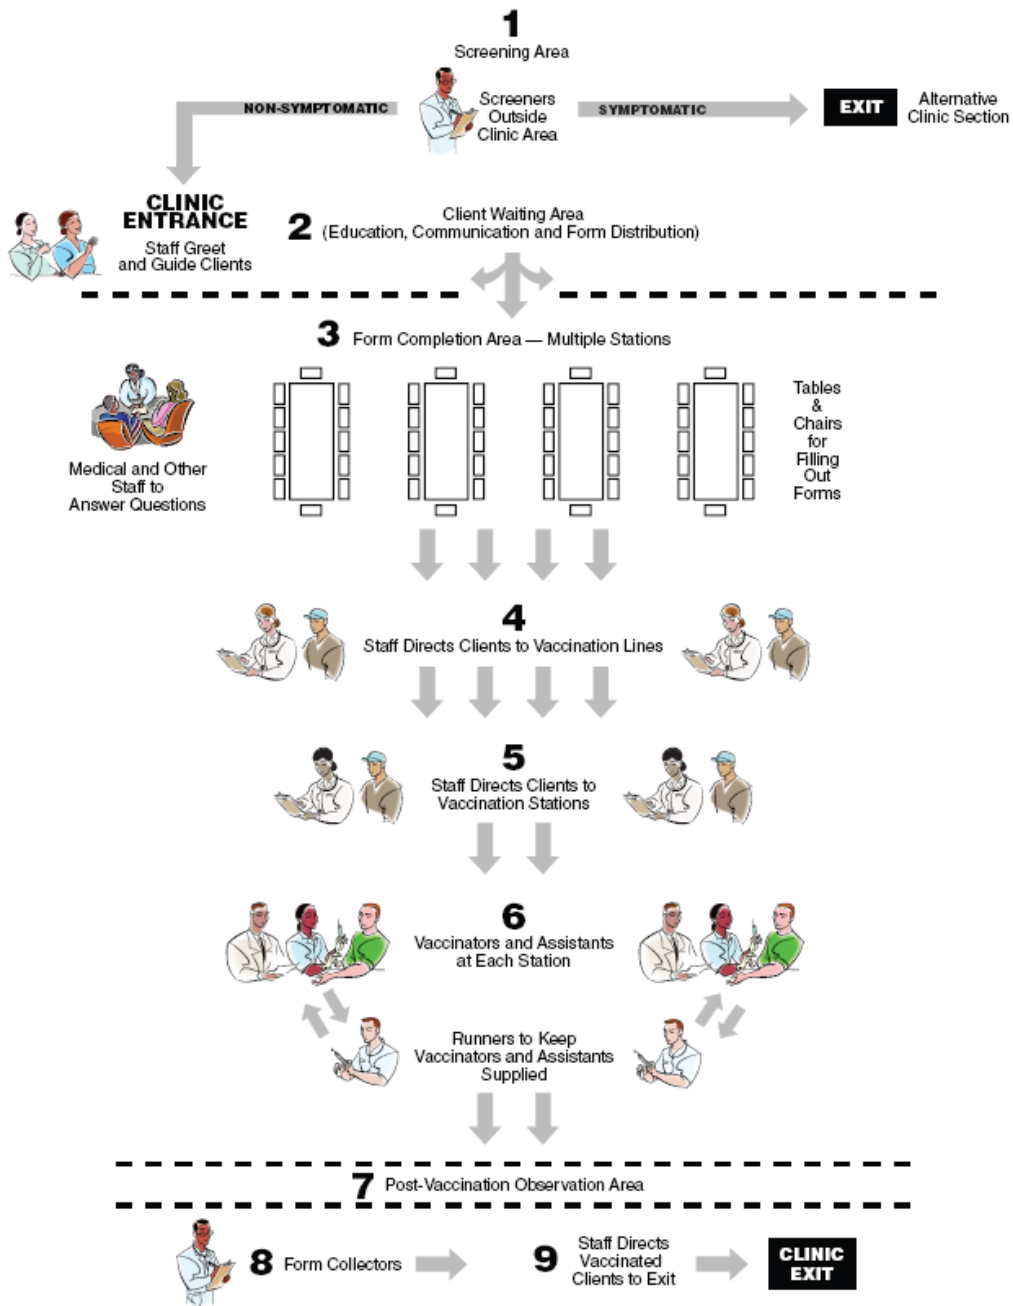 1
Screening Area
NON-SYMPTOMATIC
Screeners
Outside
Clinic Area
SYMPTOMATIC
EXIT
Alternative
Clinic Section
CLINIC
ENTRANCE
Staff Greet
and Guide Clients
2
Client Waiting Area
(Education, Communication and Form Distribution)
3 Form Completion Area — Multiple Stations
Medical and Other
Staff to
Answer Questions
Tables
&
Chairs
for
Filling
Out
Forms
4
Staff Directs Clients to Vaccination Lines
5
Staff Directs Clients to
Vaccination Stations
6
Vaccinators and Assistants
at Each Station
Runners to Keep
Vaccinators and Assistants
Supplied
7 Post-Vaccination Observation Area
8 Form Collectors
9
Staff Directs
Vaccinated
Clients to Exit
CLINIC
EXIT